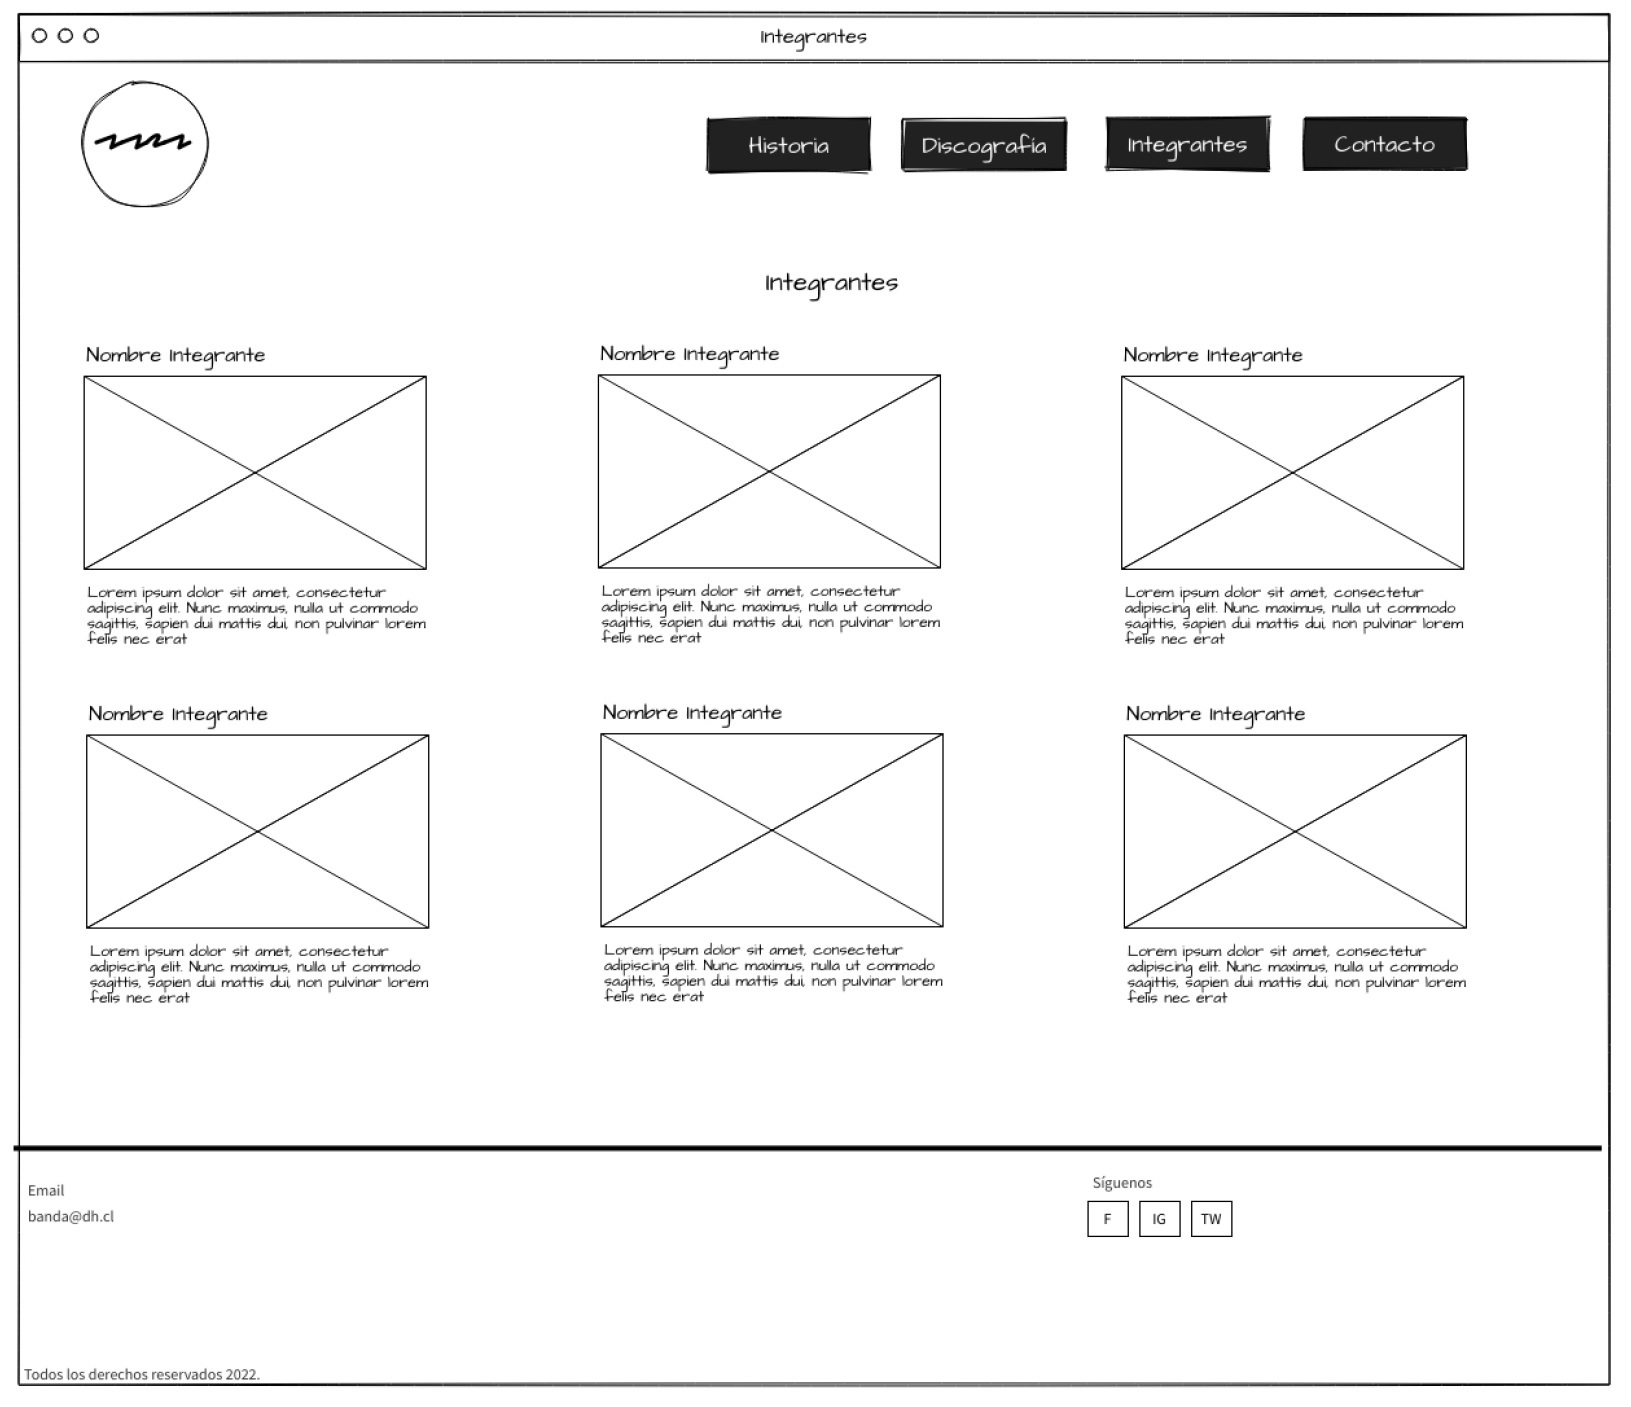 Integrantes
Historia Discografía Integrantes Contacto
Integrantes
Nombre Integrante
Lorem ipsum dolor sit amet, consectetur
adipiscing elit. Nunc maximus, nulla ut commodo
sagittis, sapien dui mattis dui, non pulvinar lorem
felis nec erat
Nombre Integrante
Lorem ipsum dolor sit amet, consectetur
adipiscing elit. Nunc maximus, nulla ut commodo
sagittis, sapien dui mattis dui, non pulvinar lorem
felis nec erat
Nombre Integrante
Lorem ipsum dolor sit amet, consectetur
adipiscing elit. Nunc maximus, nulla ut commodo
sagittis, sapien dui mattis dui, non pulvinar lorem
felis nec erat
Nombre Integrante
Lorem ipsum dolor sit amet, consectetur
adipiscing elit. Nunc maximus, nulla ut commodo
sagittis, sapien dui mattis dui, non pulvinar lorem
felis nec erat
Nombre Integrante
Lorem ipsum dolor sit amet, consectetur
adipiscing elit. Nunc maximus, nulla ut commodo
sagittis, sapien dui mattis dui, non pulvinar lorem
felis nec erat
Nombre Integrante
Lorem ipsum dolor sit amet, consectetur
adipiscing elit. Nunc maximus, nulla ut commodo
sagittis, sapien dui mattis dui, non pulvinar lorem
felis nec erat
Email
banda@dh.cl
Síguenos
F IG TW
Todos los derechos reservados 2022.